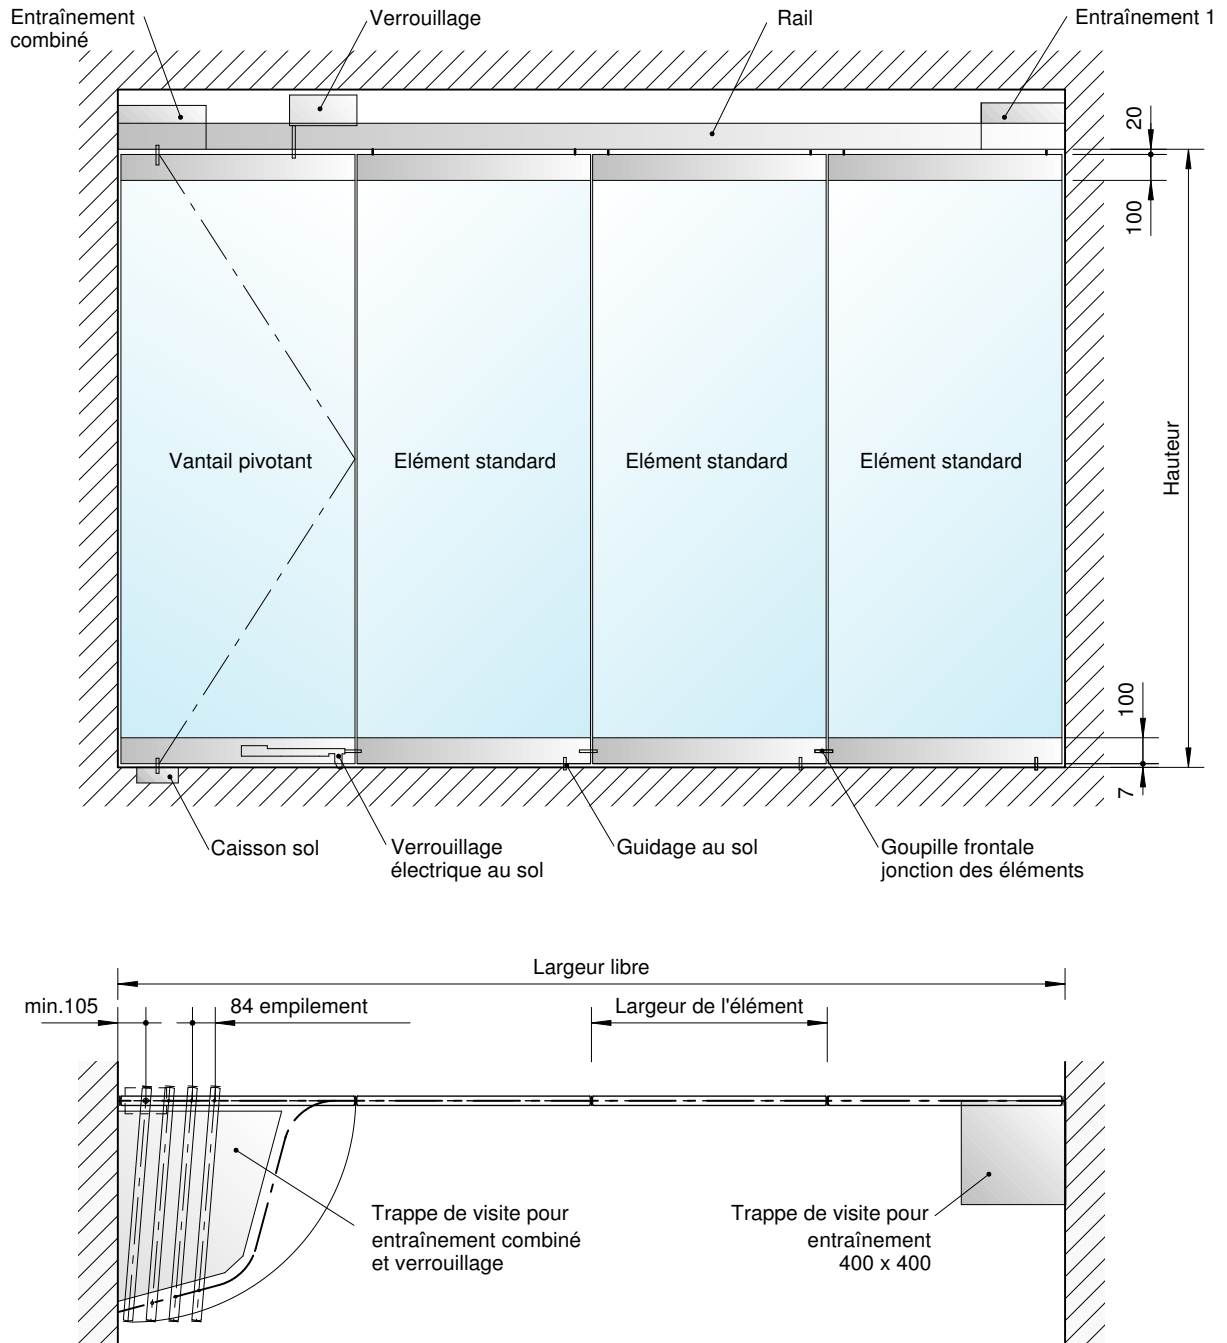 Entraînement
combiné
Verrouillage
Rail
Entraînement 1
20
100
Hauteur
Vantail pivotant
Elément standard
Elément standard
Elément standard
100
7
Caisson sol
Verrouillage
électrique au sol
Guidage au sol
Goupille frontale
jonction des éléments
Largeur libre
min.105
84 empilement
Largeur de l'élément
Trappe de visite pour
entraînement combiné
et verrouillage
Trappe de visite pour
entraînement
400 x 400